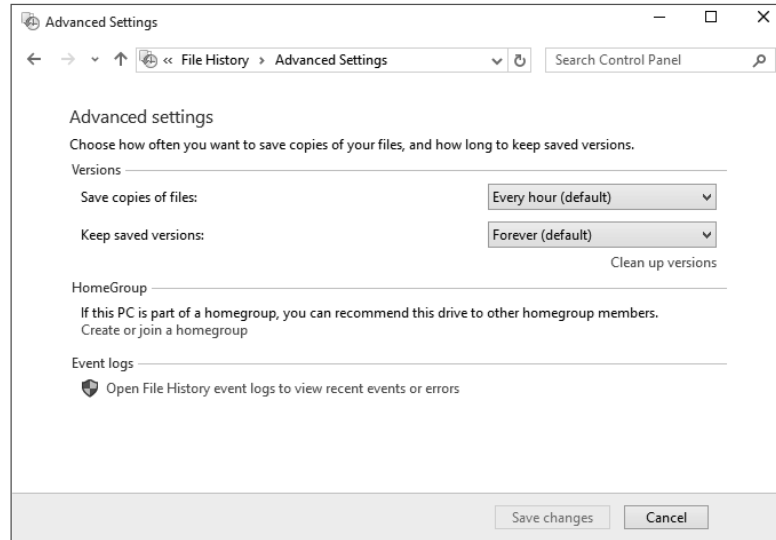 Advanced Settings
« File History > Advanced Settings
Search Control Panel
Advanced settings
Choose how often you want to save copies of your files, and how long to keep saved versions.
Versions
Save copies of files:
Every hour (default)
Keep saved versions:
Forever (default)
Clean up versions
HomeGroup
If this PC is part of a homegroup, you can recommend this drive to other homegroup members.
Create or join a homegroup
Event logs
Open File History event logs to view recent events or errors
Save changes
Cancel